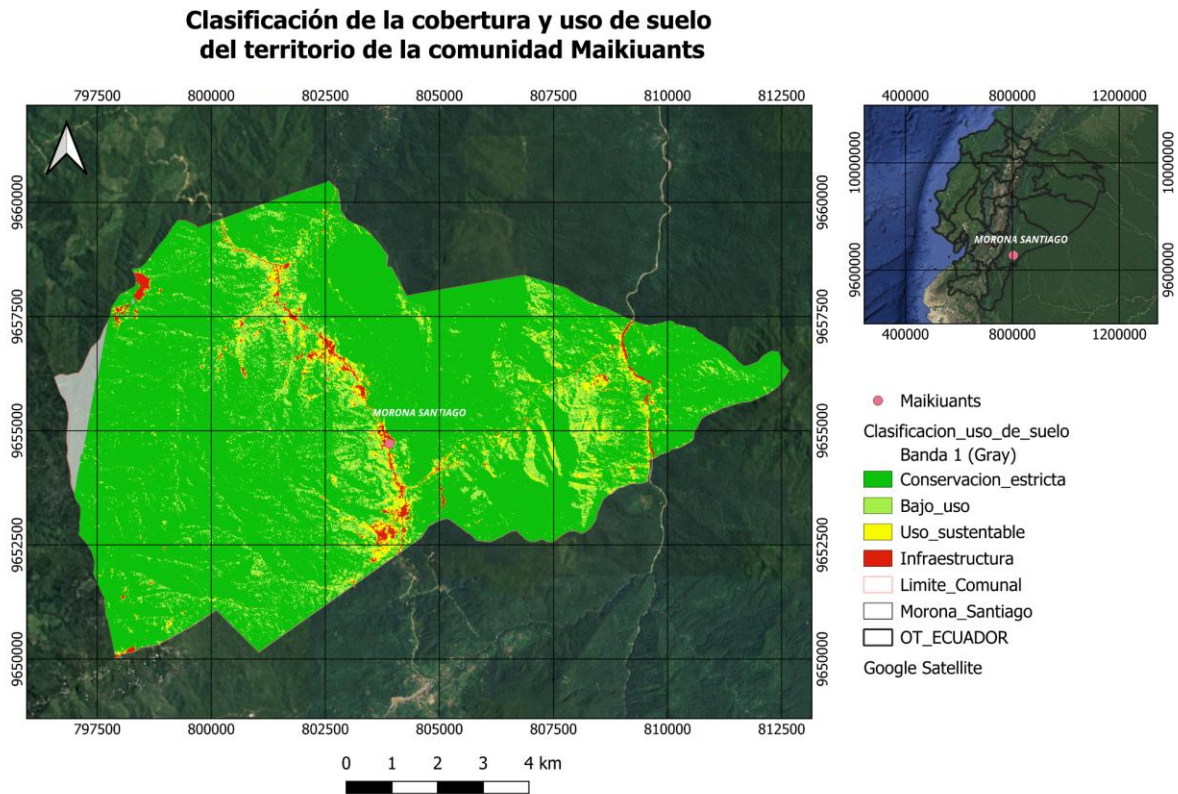 Clasificación de la cobertura y uso de suelo
del territorio de la comunidad Maikiuants
797500 800000 802500 805000 807500 810000 812500
9660000 9660000
9657500 9657500
9655000 9655000
9652500 9652500
9650000 9650000
MORONA SANTIAGO
797500 800000 802500 805000 807500 810000 812500
0 1 2 3 4 km
400000 800000 1200000
10000000 10000000
9600000 9600000
MORONA SANTIAGO
400000 800000 1200000
Maikiuants
Clasificacion_uso_de_suelo
Banda 1 (Gray)
Conservacion_estricta
Bajo_uso
Uso_sustentable
Infraestructura
Limite_Comunal
Morona_Santiago
OT_ECUADOR
Google Satellite